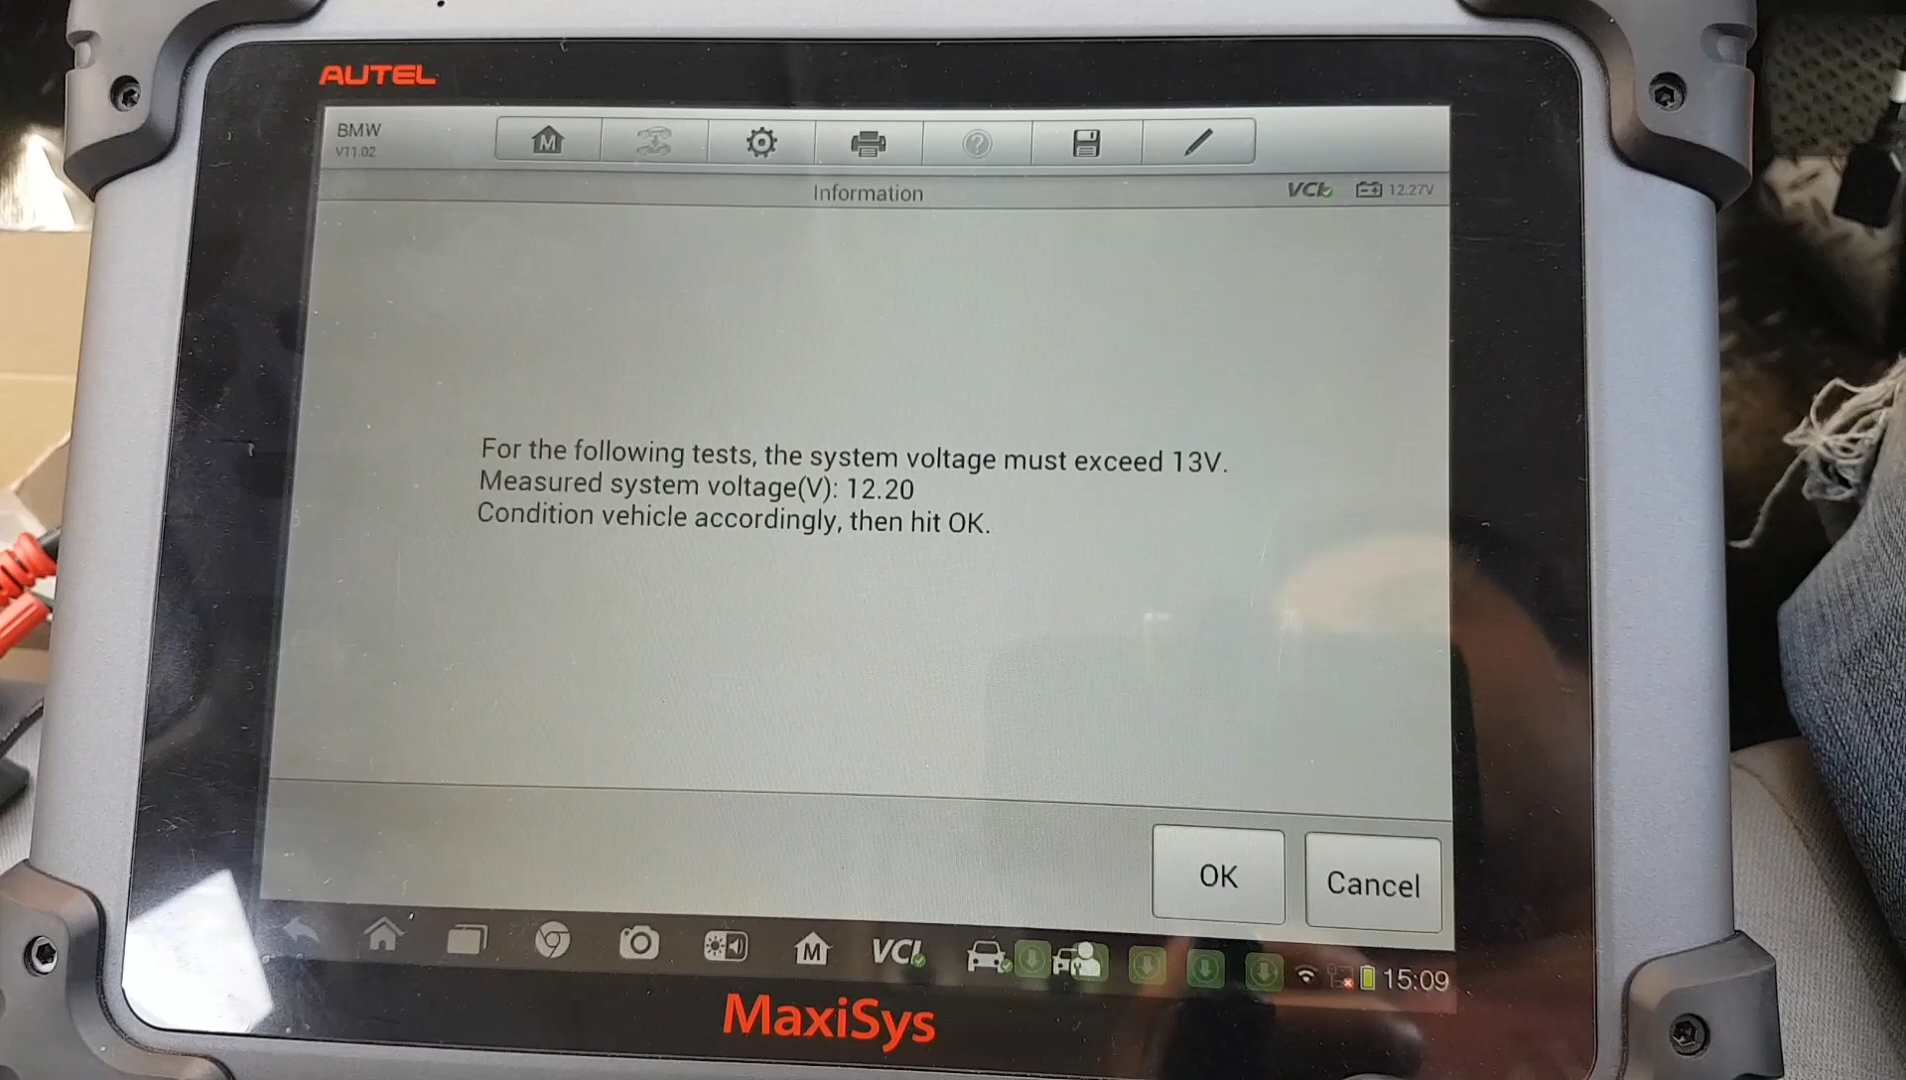 AUTEL
BMW
V11.02
M
Information
VCI
12.27V
For the following tests, the system voltage must exceed 13V.
Measured system voltage(V): 12.20
Condition vehicle accordingly, then hit OK.
OK
Cancel
M
VCI
15:09
MaxiSys